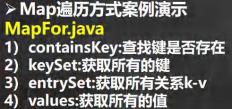 ➢Map遍历方式案例演示
MapFor.java
1）containsKey:查找键是否存在
2）keySet:获取所有的键
3）entrySet:获取所有关系k-v
4）values:获取所有的值